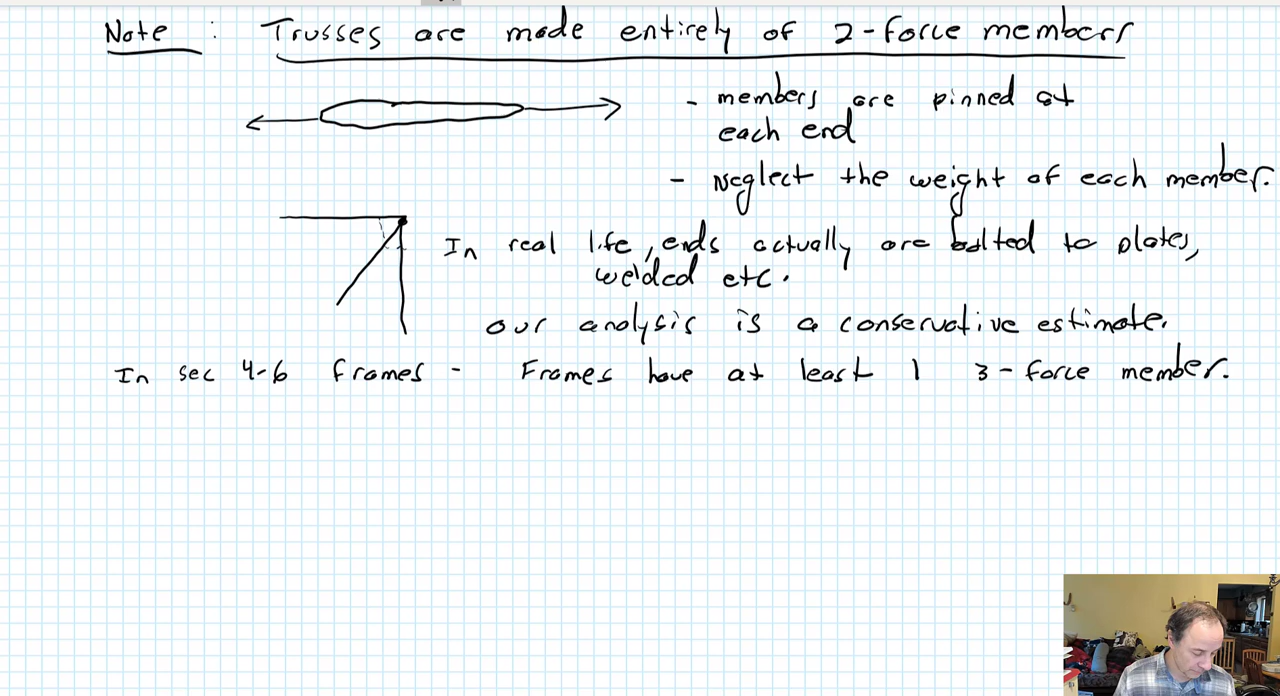 Note : Trusses are made entirely of 2-force members
- members are pinned at
each end
- Neglect the weight of each member.
In real life, ends actually are bolted to plates,
welded etc.
our analysis is a conservative estimate.
In sec 4-6 frames - Frames have at least 1 3-force member.